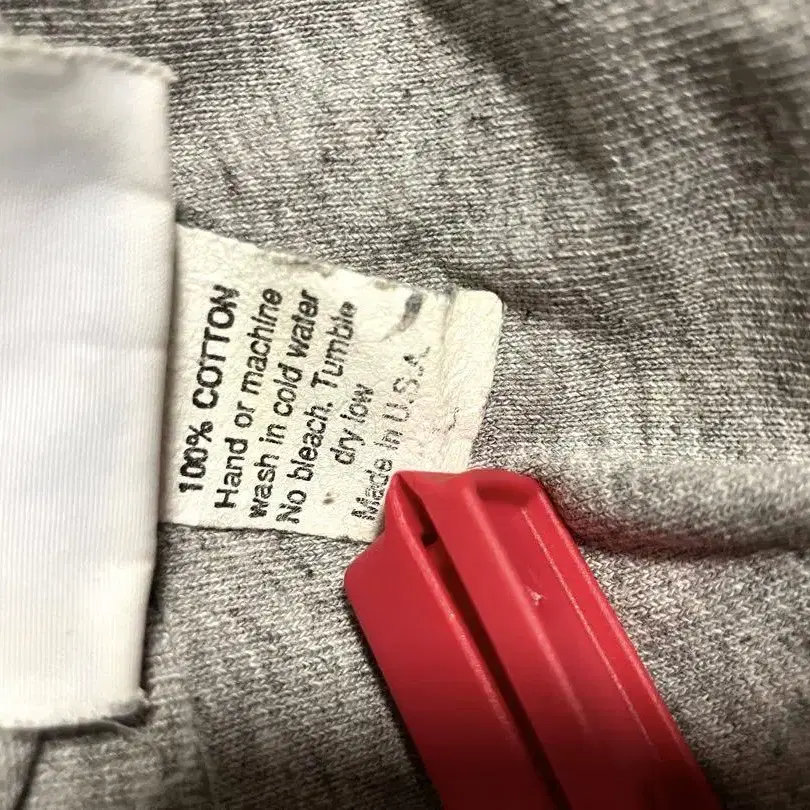 100% COTTON
Hand or machine
wash in cold water
No bleach. Tumble
dry low
Made In U.S.A.